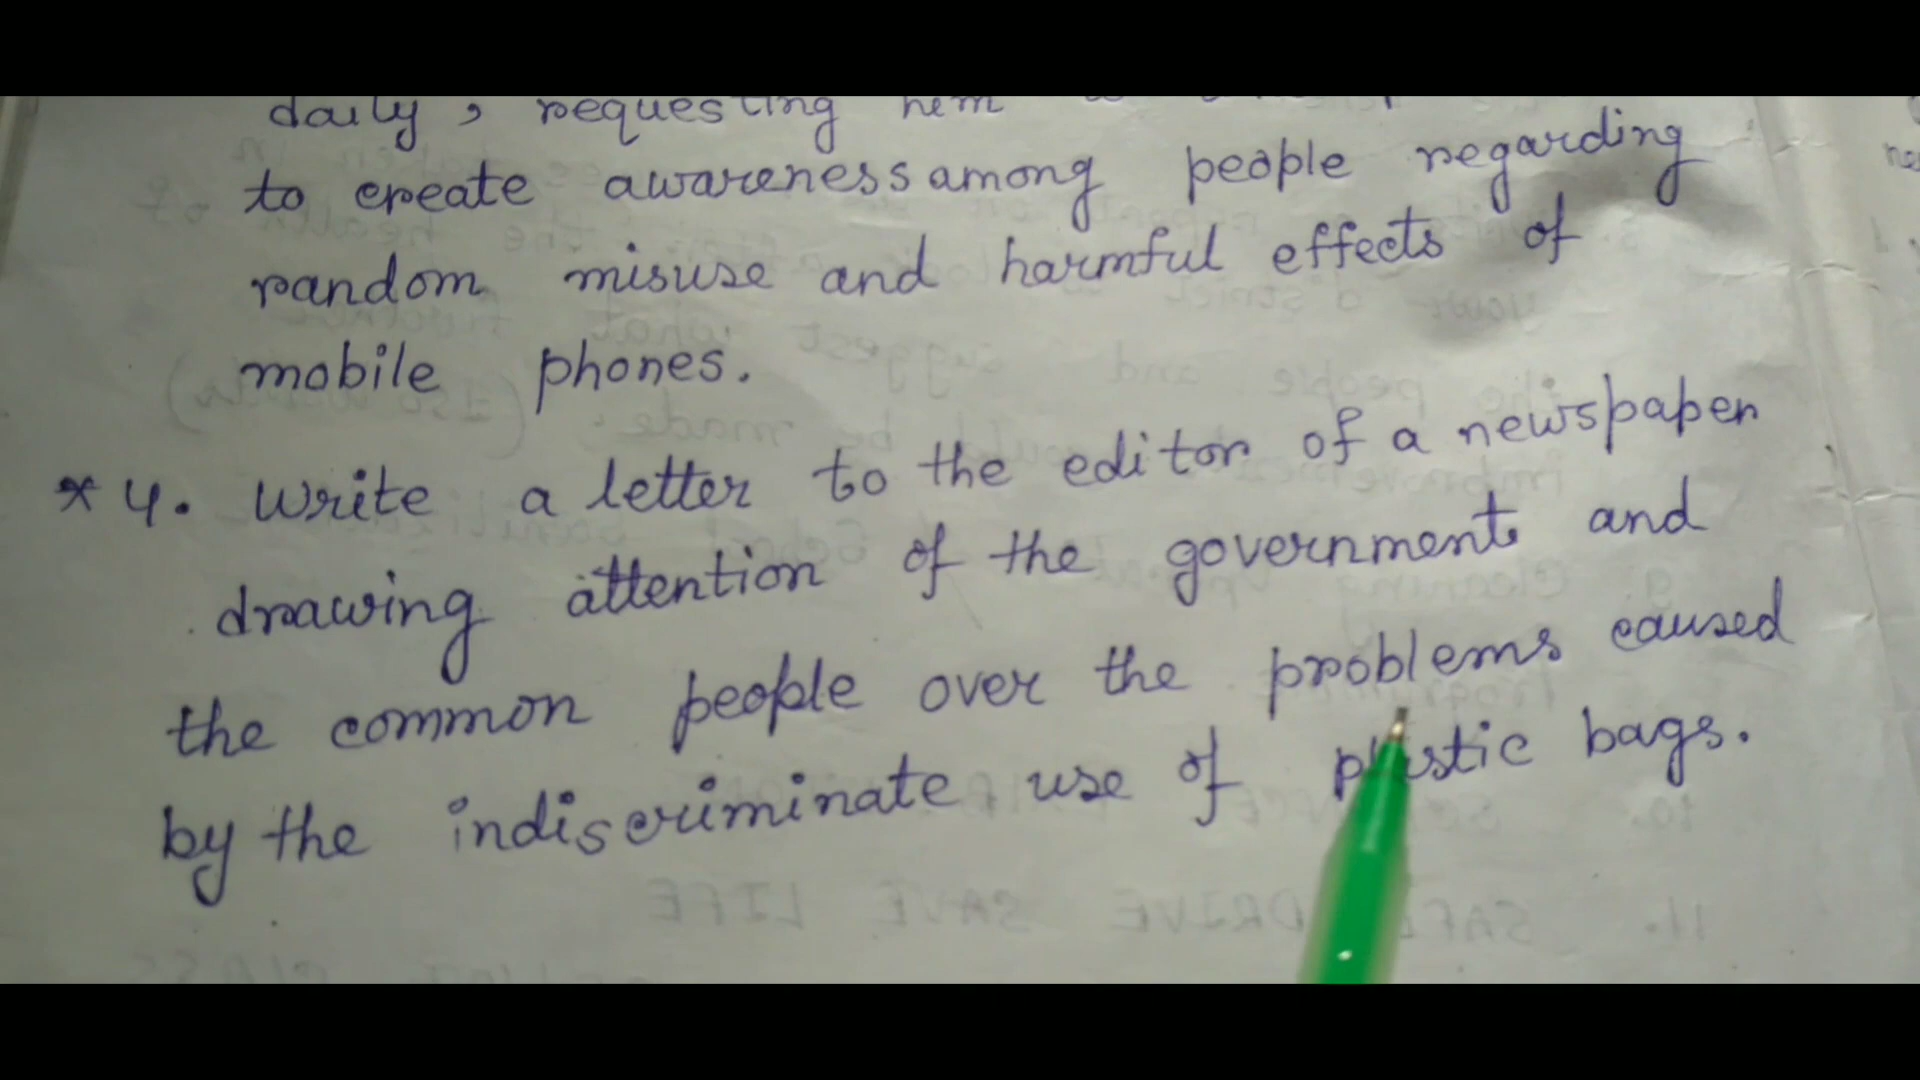 daily, requesting
to create awareness among people regarding
random misuse and harmful effects of
mobile phones.
* 4. Write a letter to the editor of a newspaper
drawing attention of the government and
the common people over the problems caused
by the indiscriminate use of plastic bags.